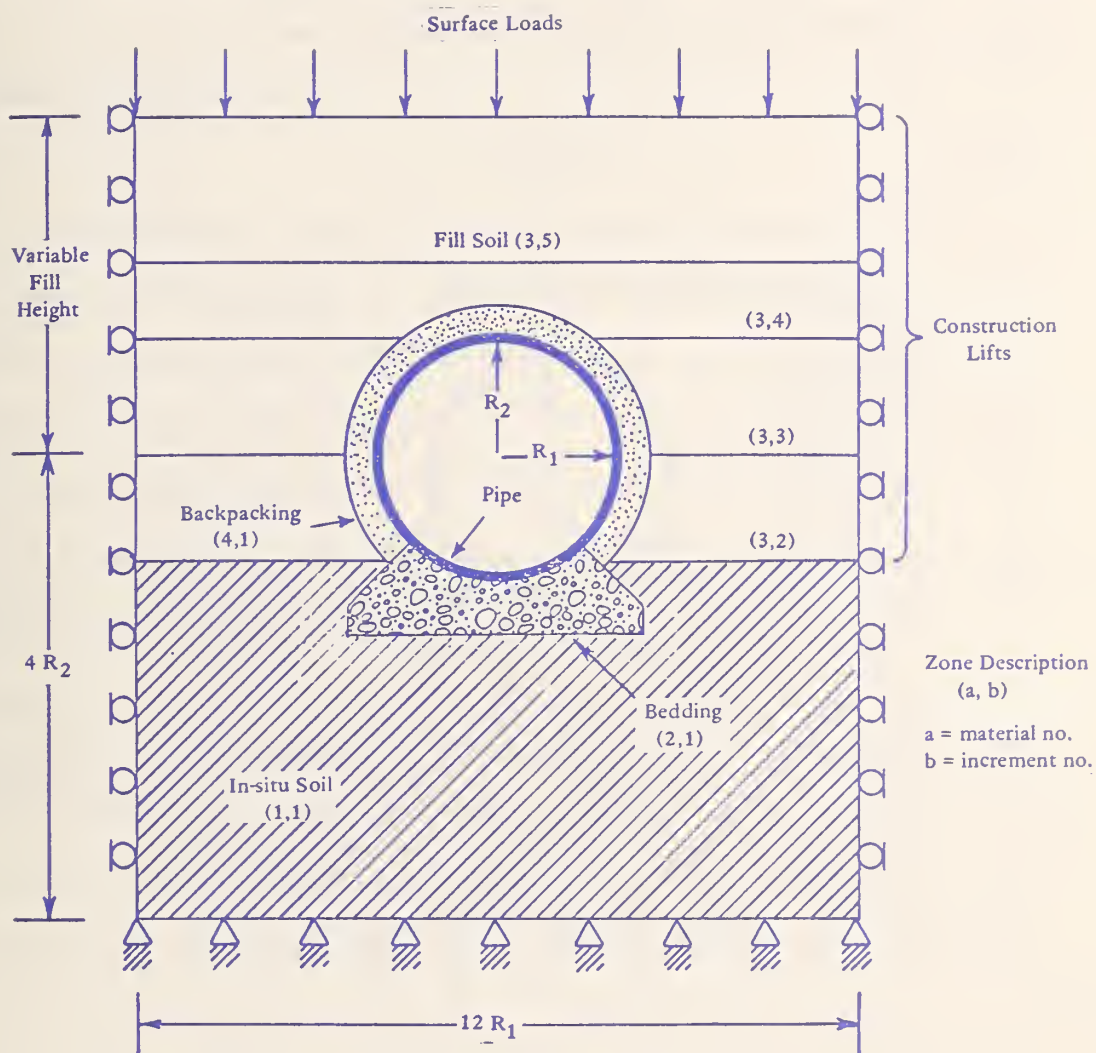 Surface Loads
Variable
Fill
Height
Fill Soil (3,5)
(3,4)
Construction
Lifts
R2
R1
(3,3)
Pipe
Backpacking
(4,1)
(3,2)
4 R2
Zone Description
(a, b)
a = material no.
b = increment no.
Bedding
(2,1)
In-situ Soil
(1,1)
12 R1